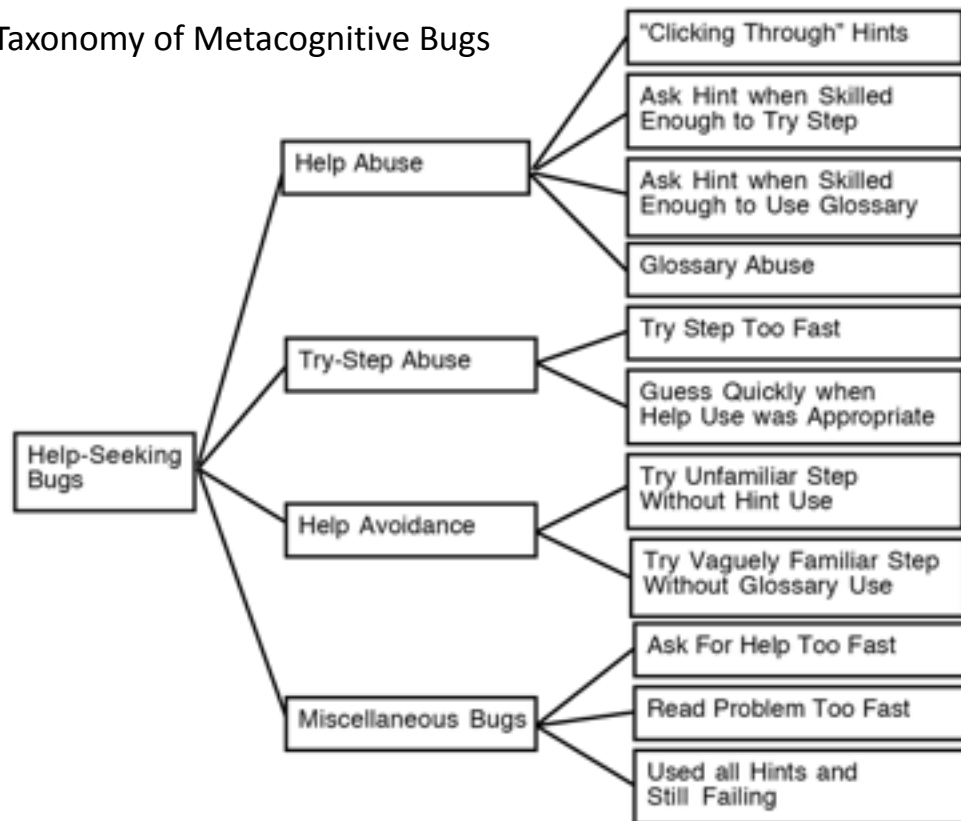 Taxonomy of Metacognitive Bugs
Help-Seeking
Bugs
Help Abuse
"Clicking Through" Hints
Ask Hint when Skilled
Enough to Try Step
Ask Hint when Skilled
Enough to Use Glossary
Glossary Abuse
Try-Step Abuse
Try Step Too Fast
Guess Quickly when
Help Use was Appropriate
Help Avoidance
Try Unfamiliar Step
Without Hint Use
Try Vaguely Familiar Step
Without Glossary Use
Miscellaneous Bugs
Ask For Help Too Fast
Read Problem Too Fast
Used all Hints and
Still Failing